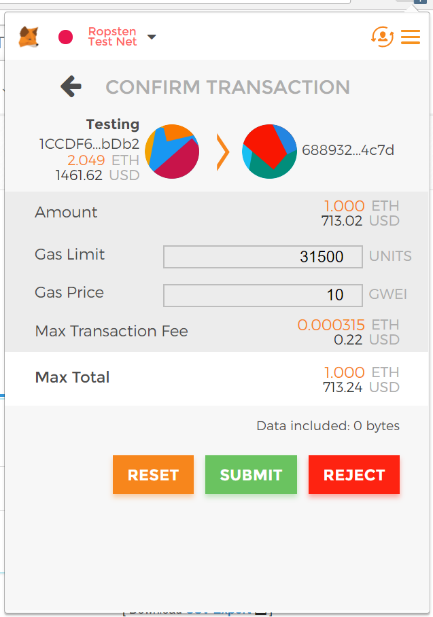 Ropsten
Test Net
CONFIRM TRANSACTION
Testing
1CCDF6...bDb2
2.049 ETH
1461.62 USD
688932...4c7d
Amount
1.000 ETH
713.02 USD
Gas Limit
31500 UNITS
Gas Price
10 GWEI
Max Transaction Fee
0.000315 ETH
0.22 USD
Max Total
1.000 ETH
713.24 USD
Data included: 0 bytes
RESET SUBMIT REJECT